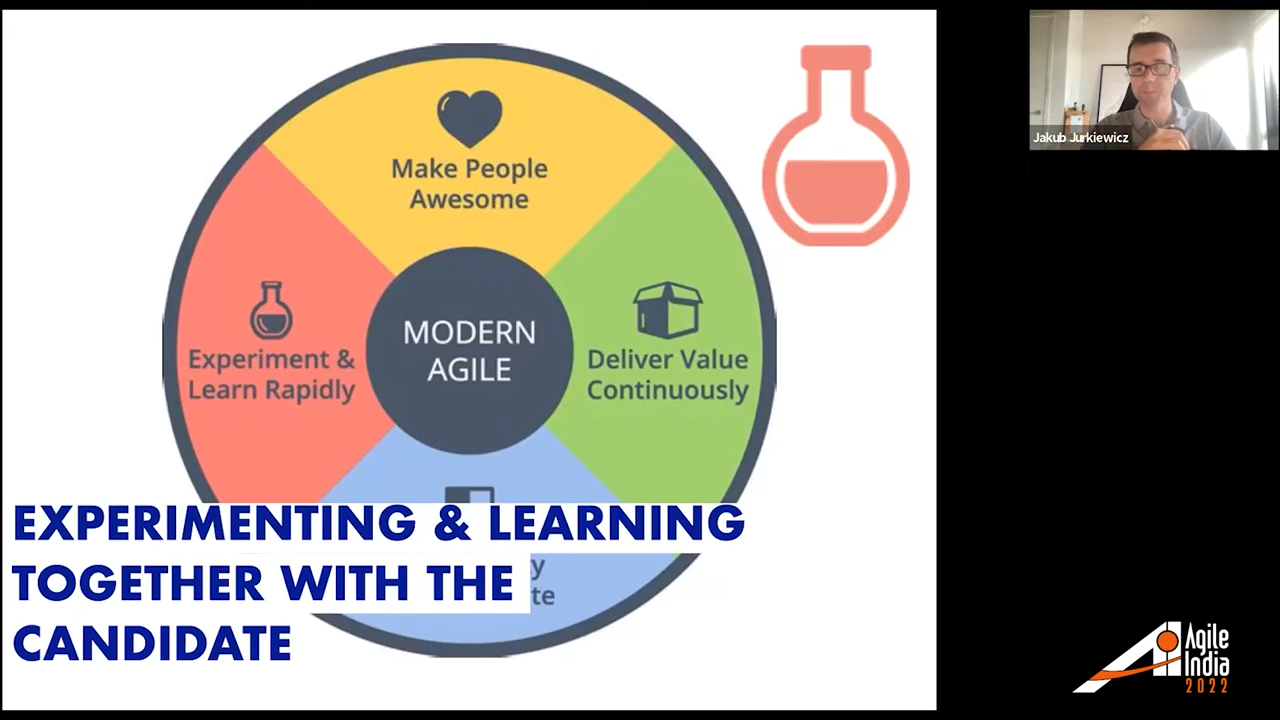 Make People
Awesome
Experiment &
Learn Rapidly
MODERN
AGILE
Deliver Value
Continuously
EXPERIMENTING & LEARNING
TOGETHER WITH THE
CANDIDATE
Jakub Jurkiewicz
Agile
India
2022